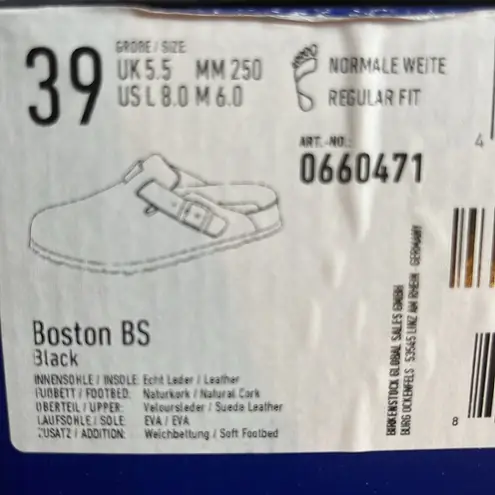 39
GRÖßE / SIZE
UK 5.5 MM 250
US L 8.0 M 6.0
NORMALE WEITE
REGULAR FIT
ART.-NO.:
0660471
4
Boston BS
Black
INNENSOHLE / INSOLE: Echt Leder / Leather
FUßBETT / FOOTBED: Naturkork / Natural Cork
OBERTEIL / UPPER: Veloursleder / Suede Leather
LAUFSOHLE / SOLE: EVA / EVA
ZUSATZ / ADDITION: Weichbettung / Soft Footbed
BIRKENSTOCK GLOBAL SALES GMBH
BURG OCKENFELS 53545 LINZ AM RHEIN GERMANY
8